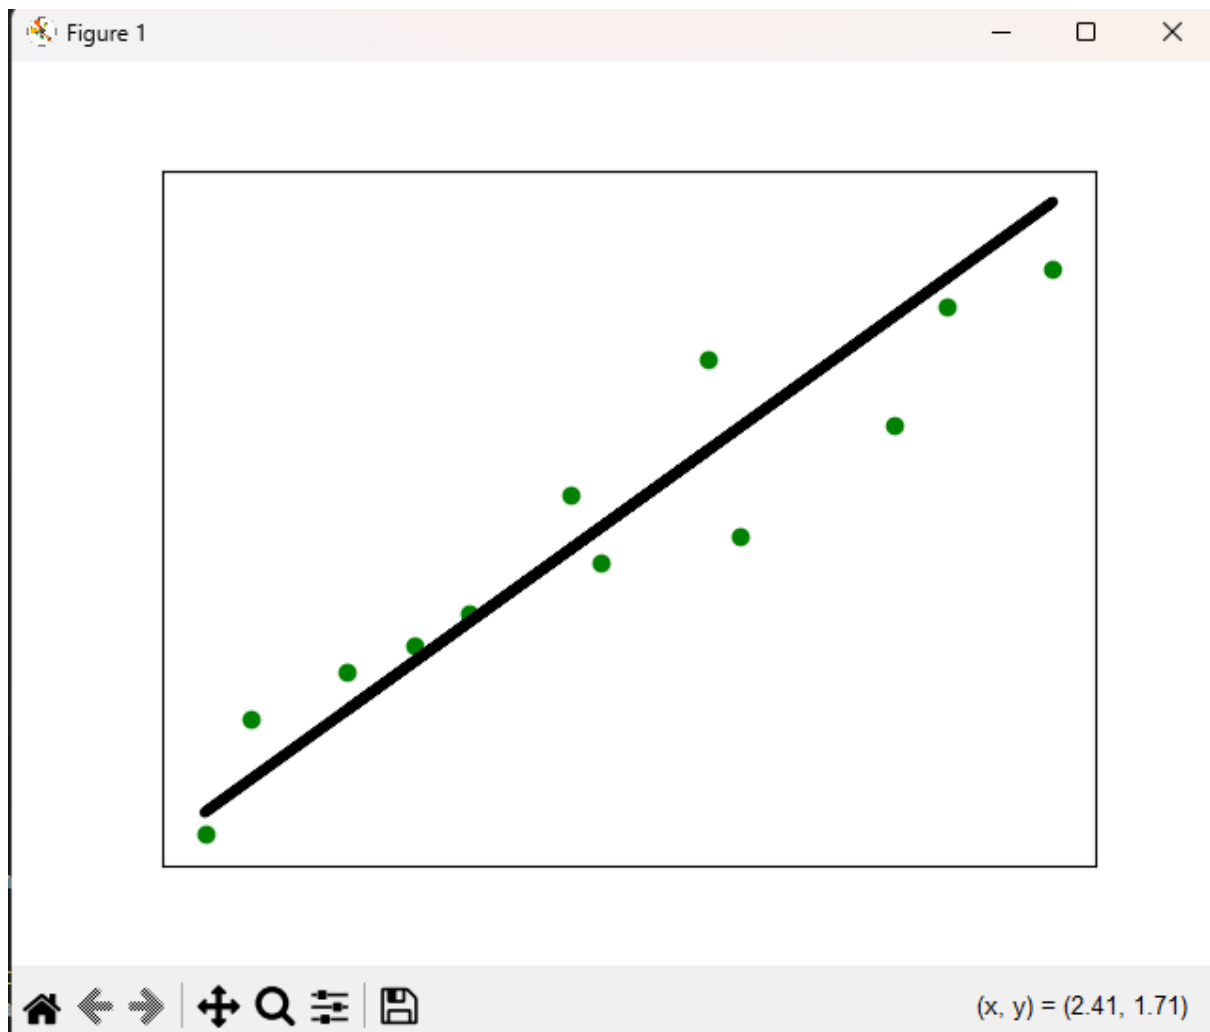 Figure 1
(x, y) = (2.41, 1.71)